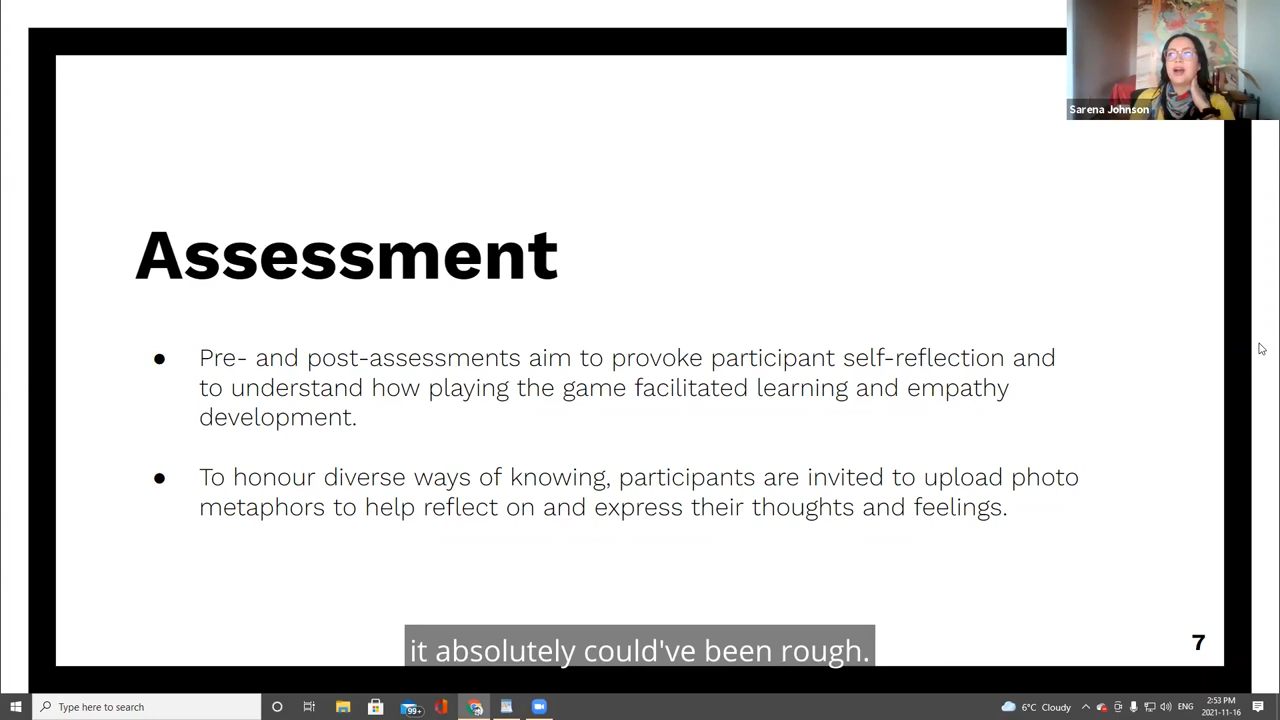 Sarena Johnson
Assessment
● Pre- and post-assessments aim to provoke participant self-reflection and
to understand how playing the game facilitated learning and empathy
development.
● To honour diverse ways of knowing, participants are invited to upload photo
metaphors to help reflect on and express their thoughts and feelings.
it absolutely could've been rough.
7
Type here to search
99+
6°C Cloudy
ENG
2:53 PM
2021-11-16